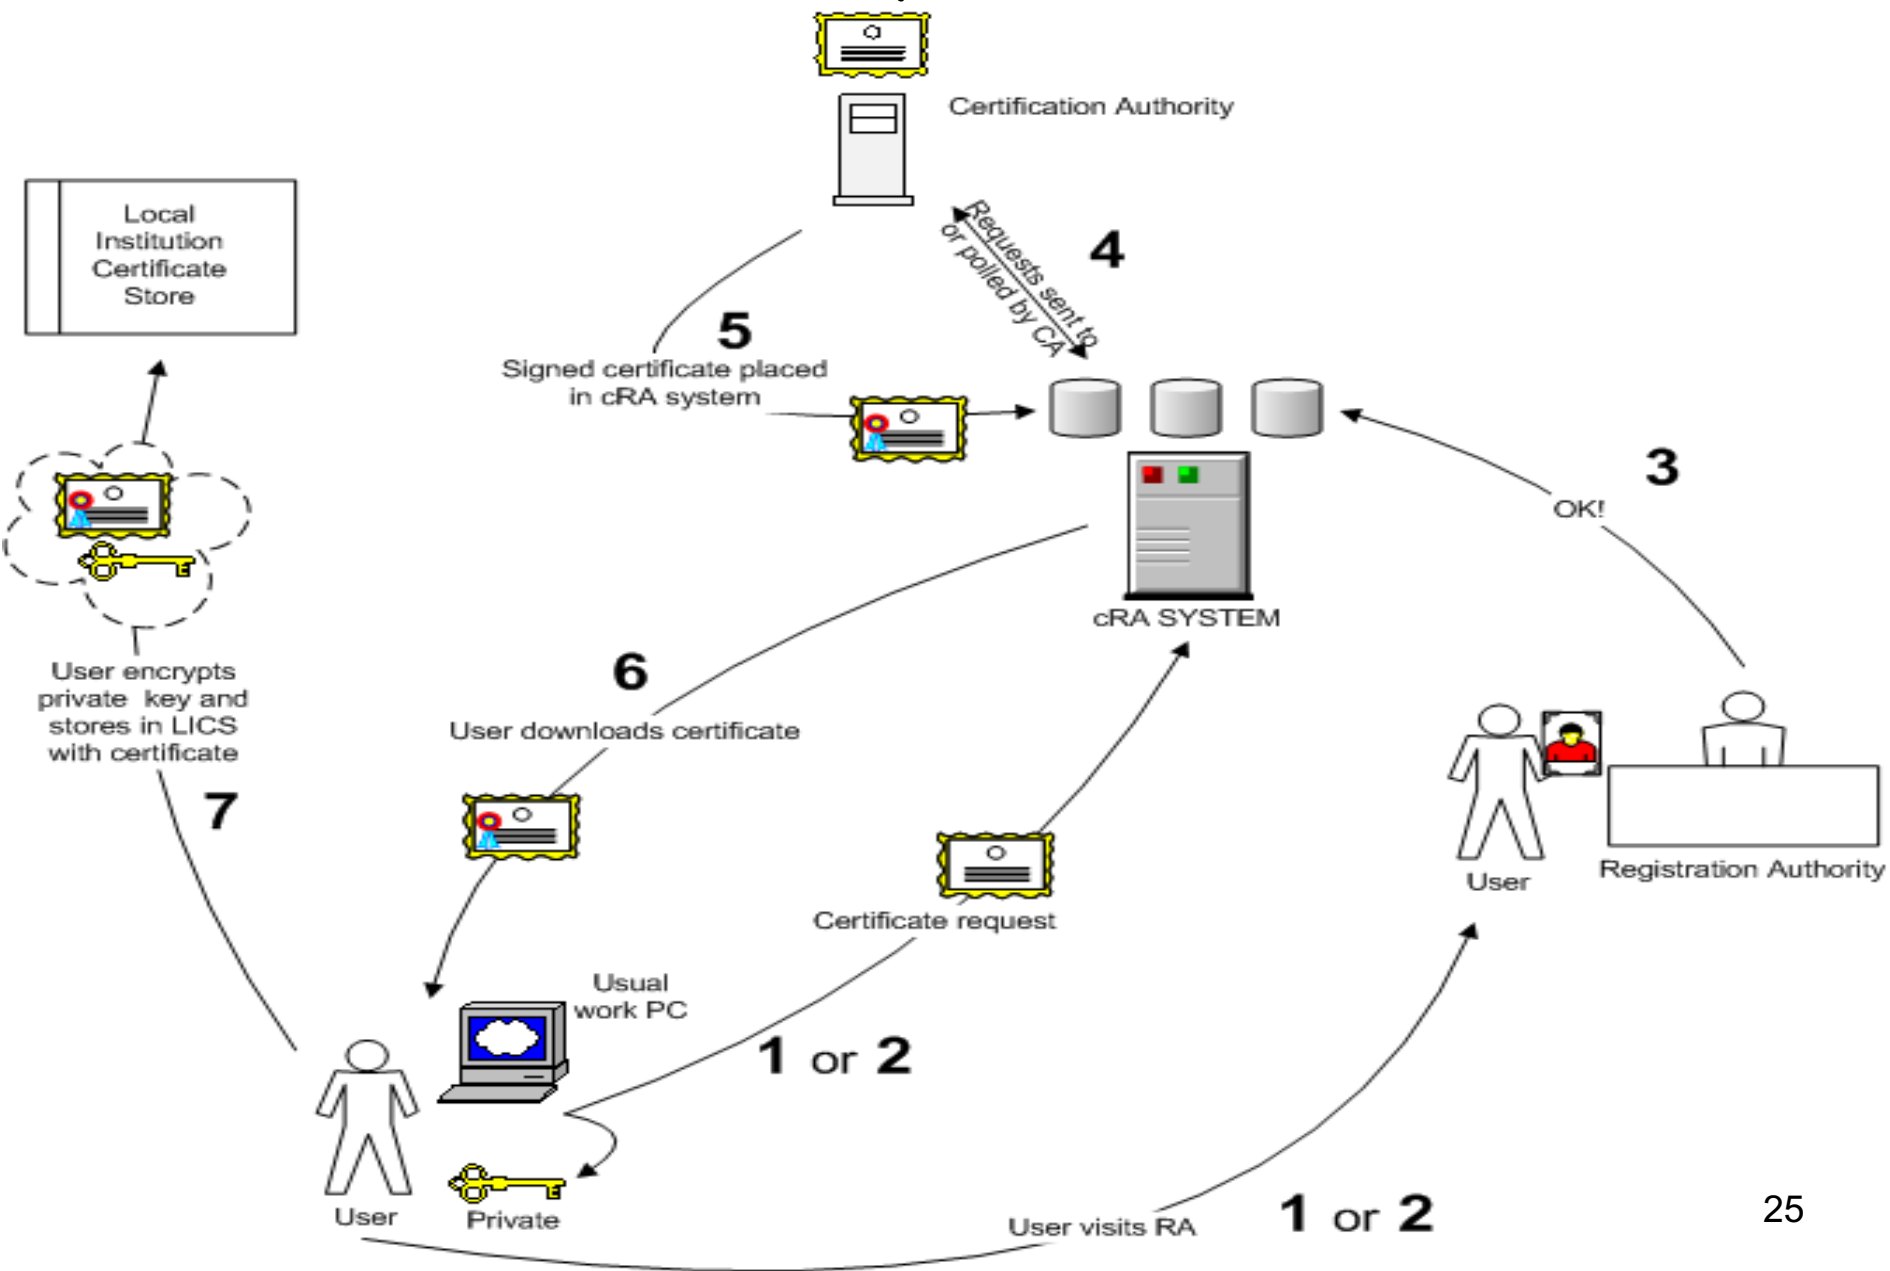 Certification Authority
Local
Institution
Certificate
Store
Requests sent to
or polled by CA
4
5
Signed certificate placed
in cRA system
3
OK!
cRA SYSTEM
User encrypts
private key and
stores in LICS
with certificate
7
6
User downloads certificate
User
Registration Authority
Certificate request
Usual
work PC
1 or 2
User
Private
User visits RA
1 or 2
25